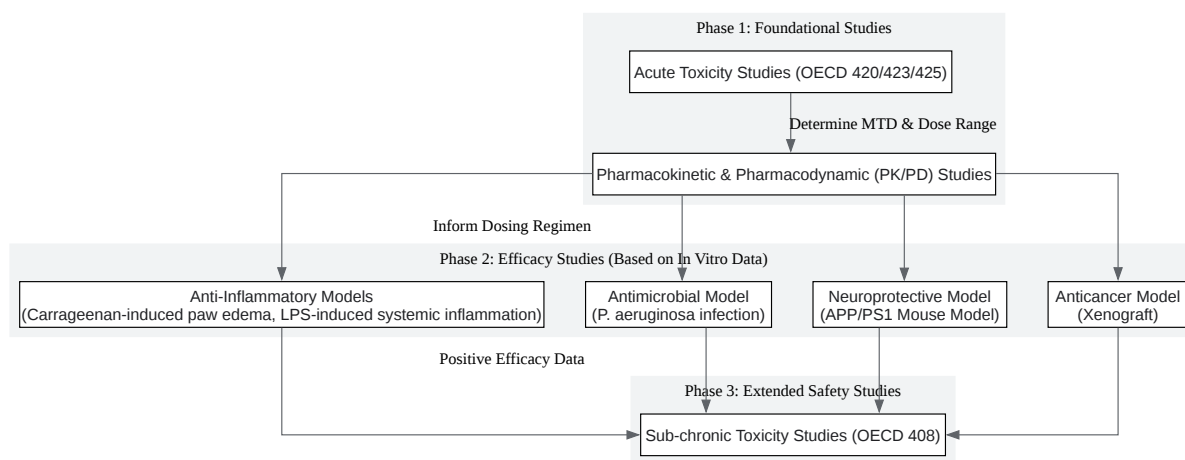 Phase 1: Foundational Studies
Acute Toxicity Studies (OECD 420/423/425)
Determine MTD & Dose Range
Pharmacokinetic & Pharmacodynamic (PK/PD) Studies
Inform Dosing Regimen
Phase 2: Efficacy Studies (Based on In Vitro Data)
Anti-Inflammatory Models
(Carrageenan-induced paw edema, LPS-induced systemic inflammation)
Antimicrobial Model
(P. aeruginosa infection)
Neuroprotective Model
(APP/PS1 Mouse Model)
Anticancer Model
(Xenograft)
Positive Efficacy Data
Phase 3: Extended Safety Studies
Sub-chronic Toxicity Studies (OECD 408)